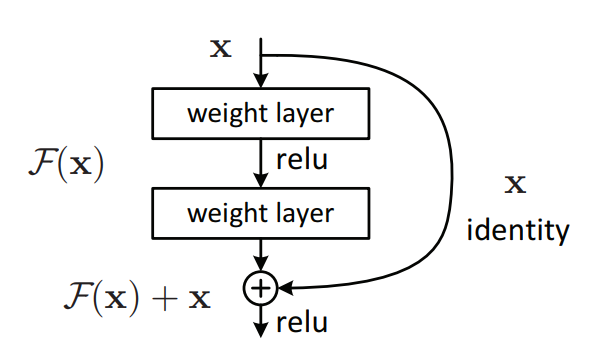 x
weight layer
relu
F(x)
weight layer
x
identity
F(x) + x
relu